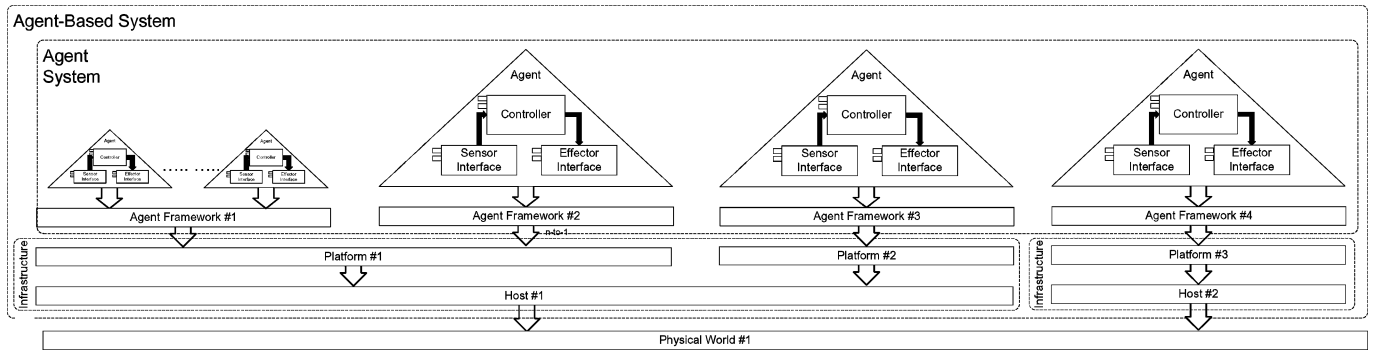 Agent-Based System
Agent
System
Agent
Controller
Sensor
Interface
Effector
Interface
...... ......
Agent
Controller
Sensor
Interface
Effector
Interface
Agent
Controller
Sensor
Interface
Effector
Interface
Agent
Controller
Sensor
Interface
Effector
Interface
Agent
Controller
Sensor
Interface
Effector
Interface
Agent Framework #1
Agent Framework #2
Agent Framework #3
Agent Framework #4
n-to-1
Infrastructure
Platform #1
Platform #2
Host #1
Infrastructure
Platform #3
Host #2
Physical World #1